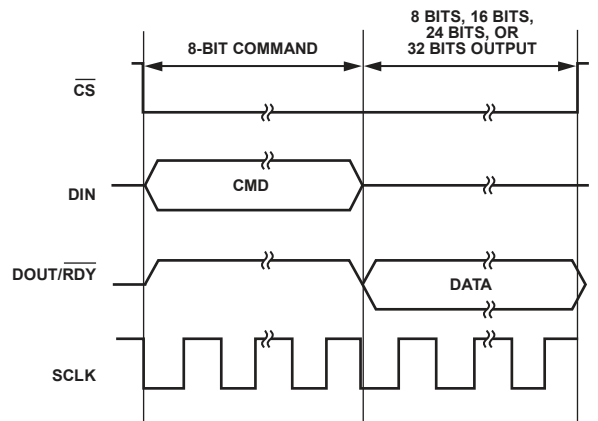 8 BITS, 16 BITS,
24 BITS, OR
32 BITS OUTPUT
8-BIT COMMAND
CS
DIN
CMD
DOUT/RDY
DATA
SCLK